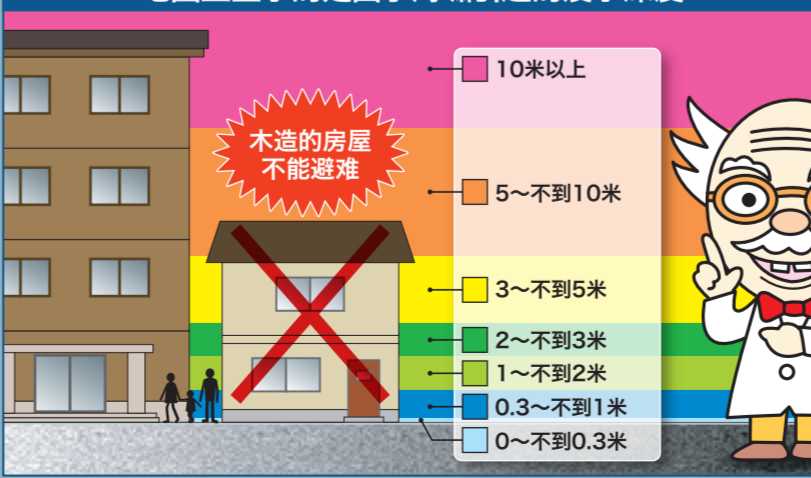 木造的房屋
不能避难
10米以上
5～不到10米
3～不到5米
2～不到3米
1～不到2米
0.3～不到1米
0～不到0.3米